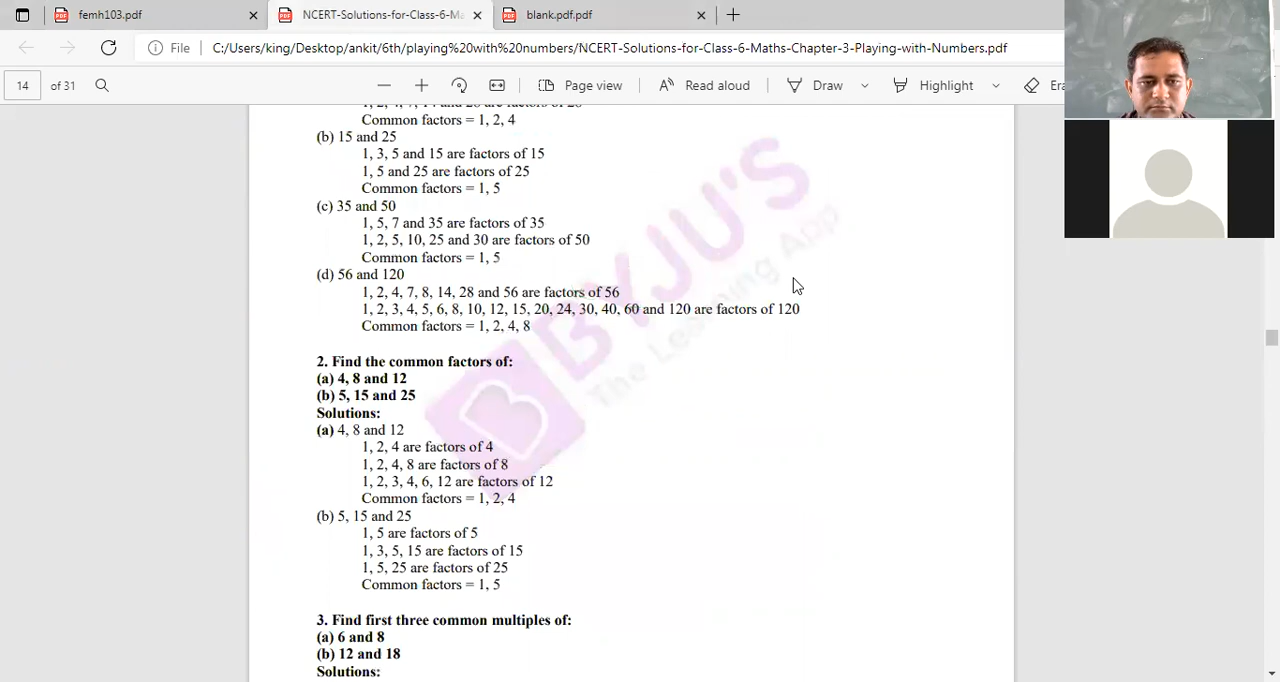 femh103.pdf
NCERT-Solutions-for-Class-6-Ma
blank.pdf.pdf
File
C:/Users/king/Desktop/ankit/6th/playing%20with%20numbers/NCERT-Solutions-for-Class-6-Maths-Chapter-3-Playing-with-Numbers.pdf
14 of 31
Page view
Read aloud
Draw
Highlight
Era
Common factors = 1, 2, 4
(b) 15 and 25
1, 3, 5 and 15 are factors of 15
1, 5 and 25 are factors of 25
Common factors = 1, 5
(c) 35 and 50
1, 5, 7 and 35 are factors of 35
1, 2, 5, 10, 25 and 30 are factors of 50
Common factors = 1, 5
(d) 56 and 120
1, 2, 4, 7, 8, 14, 28 and 56 are factors of 56
1, 2, 3, 4, 5, 6, 8, 10, 12, 15, 20, 24, 30, 40, 60 and 120 are factors of 120
Common factors = 1, 2, 4, 8
2. Find the common factors of:
(a) 4, 8 and 12
(b) 5, 15 and 25
Solutions:
(a) 4, 8 and 12
1, 2, 4 are factors of 4
1, 2, 4, 8 are factors of 8
1, 2, 3, 4, 6, 12 are factors of 12
Common factors = 1, 2, 4
(b) 5, 15 and 25
1, 5 are factors of 5
1, 3, 5, 15 are factors of 15
1, 5, 25 are factors of 25
Common factors = 1, 5
3. Find first three common multiples of:
(a) 6 and 8
(b) 12 and 18
Solutions:
BYJU'S
The Learning App